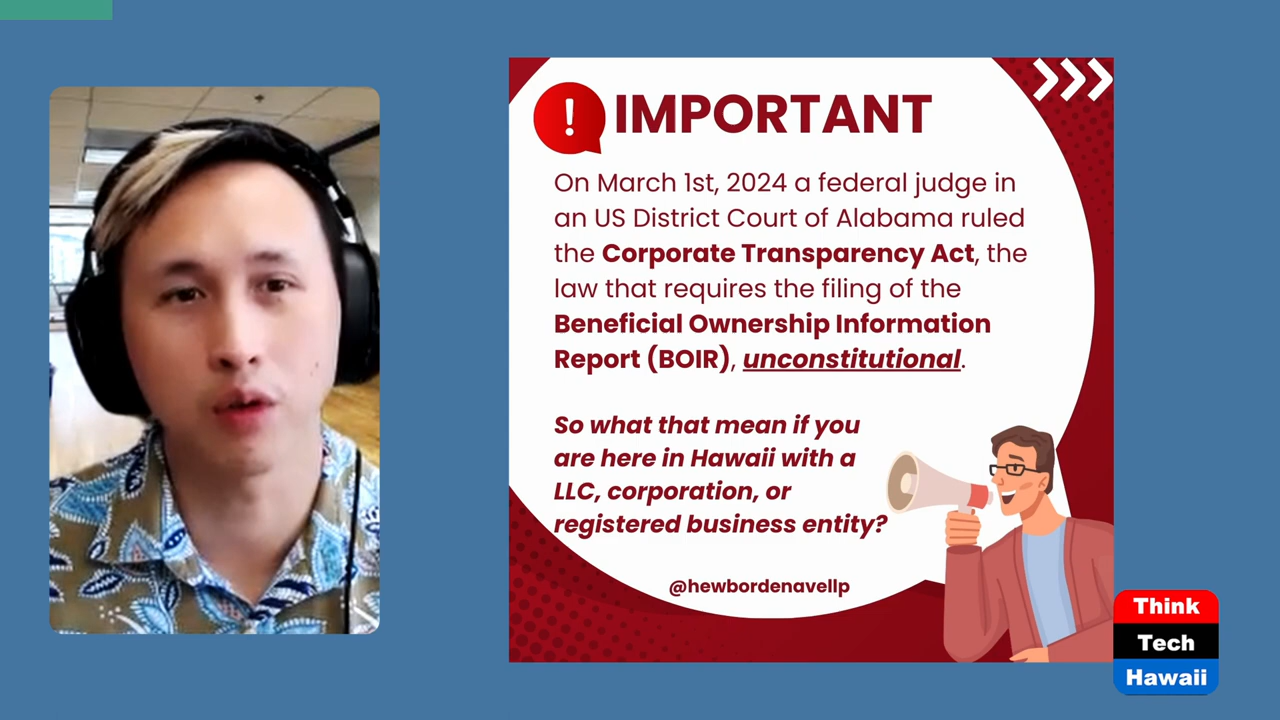 ! IMPORTANT
On March 1st, 2024 a federal judge in
an US District Court of Alabama ruled
the Corporate Transparency Act, the
law that requires the filing of the
Beneficial Ownership Information
Report (BOIR), unconstitutional.
So what that mean if you
are here in Hawaii with a
LLC, corporation, or
registered business entity?
@hewbordenavellp
Think
Tech
Hawaii